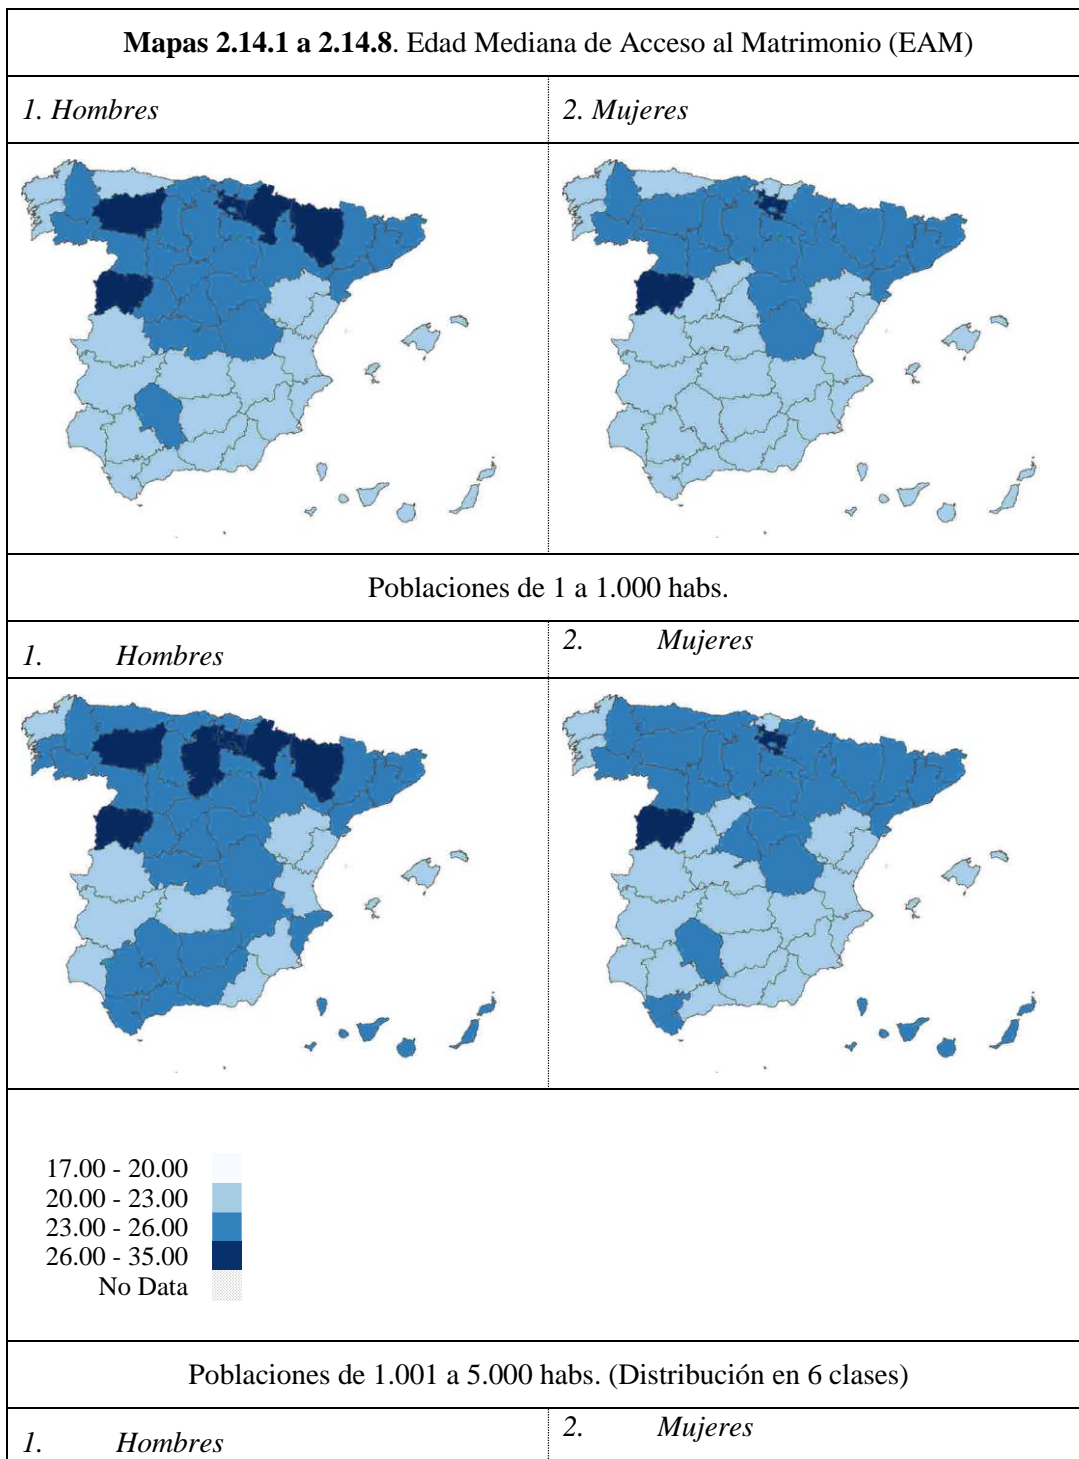 Mapas 2.14.1 a 2.14.8. Edad Mediana de Acceso al Matrimonio (EAM)
1. Hombres
2. Mujeres
Poblaciones de 1 a 1.000 habs.
1. Hombres
2. Mujeres
17.00 - 20.00
20.00 - 23.00
23.00 - 26.00
26.00 - 35.00
No Data
Poblaciones de 1.001 a 5.000 habs. (Distribución en 6 clases)
1. Hombres
2. Mujeres